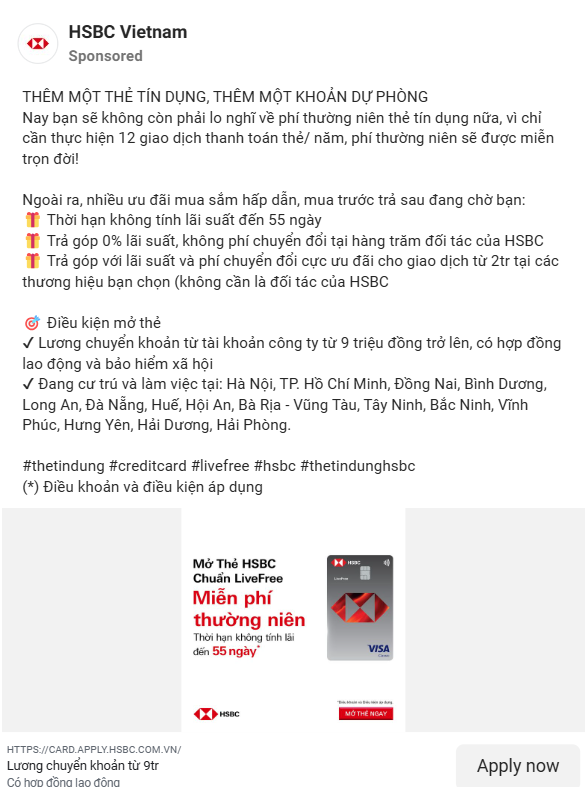 HSBC Vietnam
Sponsored
THÊM MỘT THẺ TÍN DỤNG, THÊM MỘT KHOẢN DỰ PHÒNG
Nay bạn sẽ không còn phải lo nghĩ về phí thường niên thẻ tín dụng nữa, vì chỉ
cần thực hiện 12 giao dịch thanh toán thẻ/ năm, phí thường niên sẽ được miễn
trọn đời!
Ngoài ra, nhiều ưu đãi mua sắm hấp dẫn, mua trước trả sau đang chờ bạn:
🎁 Thời hạn không tính lãi suất đến 55 ngày
🎁 Trả góp 0% lãi suất, không phí chuyển đổi tại hàng trăm đối tác của HSBC
🎁 Trả góp với lãi suất và phí chuyển đổi cực ưu đãi cho giao dịch từ 2tr tại các
thương hiệu bạn chọn (không cần là đối tác của HSBC
🎯 Điều kiện mở thẻ
✔ Lương chuyển khoản từ tài khoản công ty từ 9 triệu đồng trở lên, có hợp đồng
lao động và bảo hiểm xã hội
✔ Đang cư trú và làm việc tại: Hà Nội, TP. Hồ Chí Minh, Đồng Nai, Bình Dương,
Long An, Đà Nẵng, Huế, Hội An, Bà Rịa - Vũng Tàu, Tây Ninh, Bắc Ninh, Vĩnh
Phúc, Hưng Yên, Hải Dương, Hải Phòng.
#thetindung #creditcard #livefree #hsbc #thetindunghsbc
(*) Điều khoản và điều kiện áp dụng
Mở Thẻ HSBC
Chuẩn LiveFree
Miễn phí
thường niên
Thời hạn không tính lãi
đến 55 ngày*
HSBC
LiveFree
VISA
HSBC
*Điều khoản và Điều kiện áp dụng
MỞ THẺ NGAY
HTTPS://CARD.APPLY.HSBC.COM.VN/
Lương chuyển khoản từ 9tr
Có hợp đồng lao động
Apply now